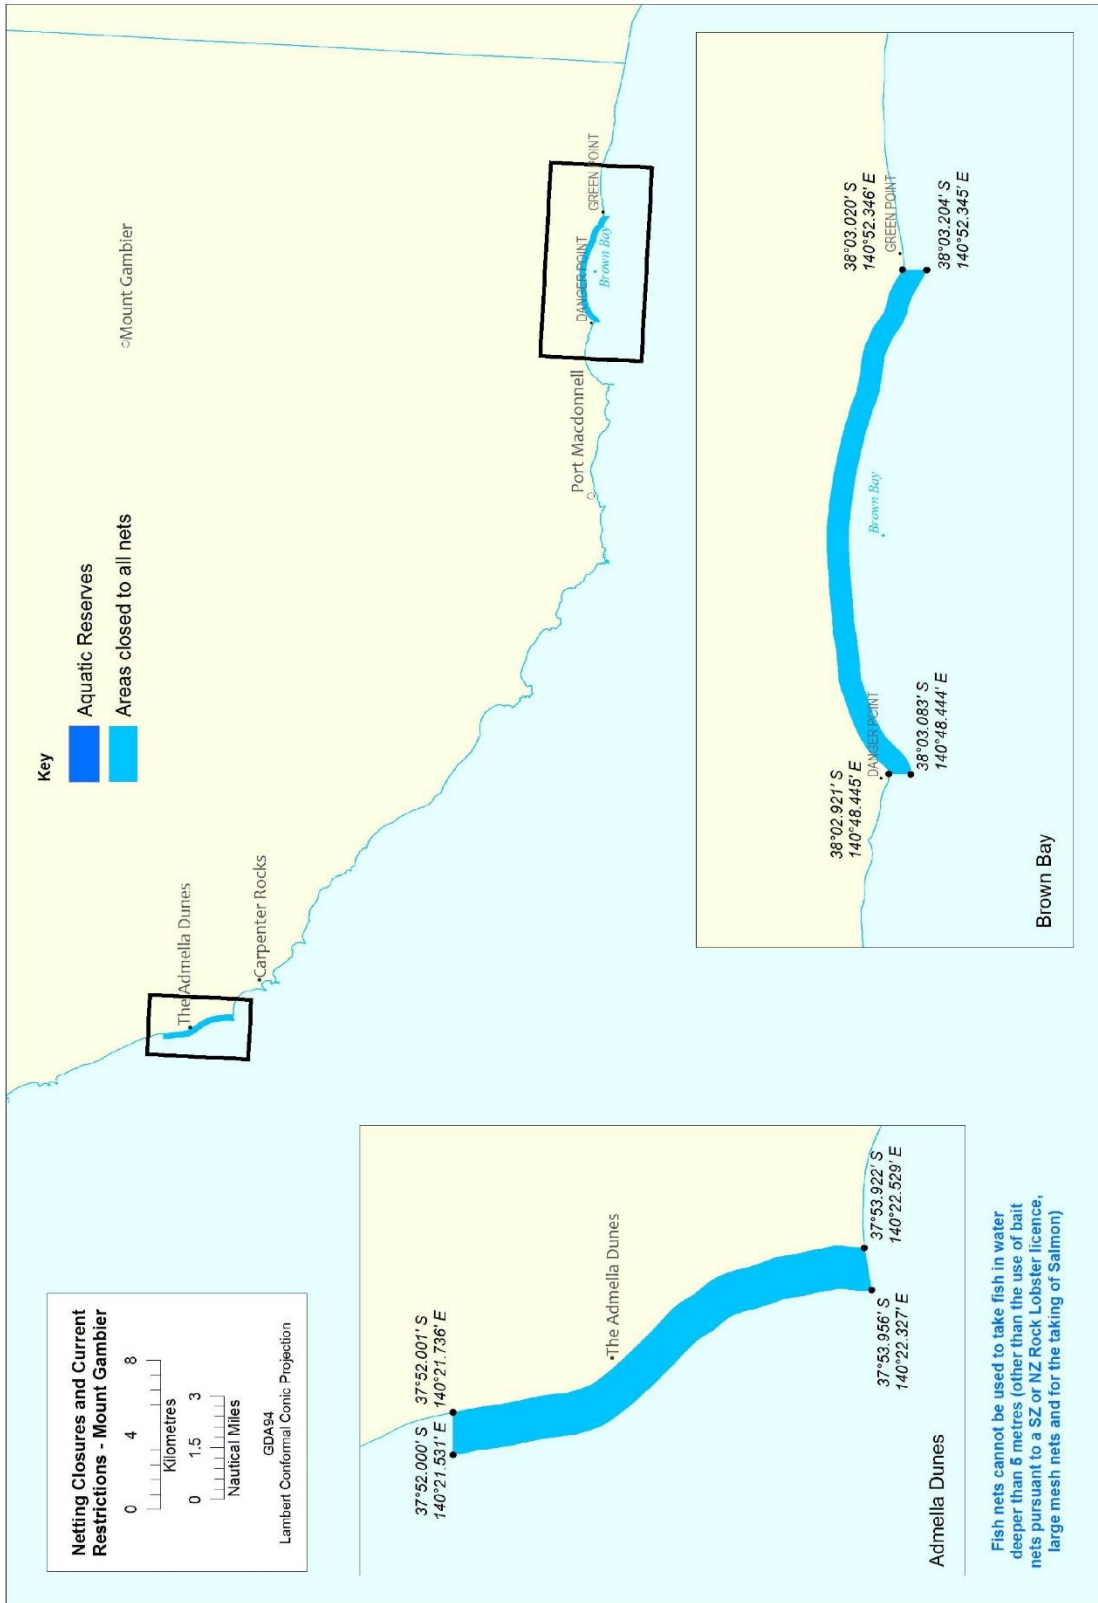 Netting Closures and Current
Restrictions - Mount Gambier
0 4 8
Kilometres
0 1.5 3
Nautical Miles
GDA94
Lambert Conformal Conic Projection
Key
Aquatic Reserves
Areas closed to all nets
The Admella Dunes
Carpenter Rocks
Mount Gambier
Port Macdonnell
DANGER POINT
Brown Bay
GREEN POINT
37°52.000' S
140°21.531' E
37°52.001' S
140°21.736' E
The Admella Dunes
37°53.956' S
140°22.327' E
37°53.922' S
140°22.529' E
Admella Dunes
38°02.921' S
140°48.445' E
DANGER POINT
38°03.083' S
140°48.444' E
Brown Bay
38°03.020' S
140°52.346' E
GREEN POINT
38°03.204' S
140°52.345' E
Brown Bay
Fish nets cannot be used to take fish in water
deeper than 5 metres (other than the use of bait
nets pursuant to a SZ or NZ Rock Lobster licence,
large mesh nets and for the taking of Salmon)